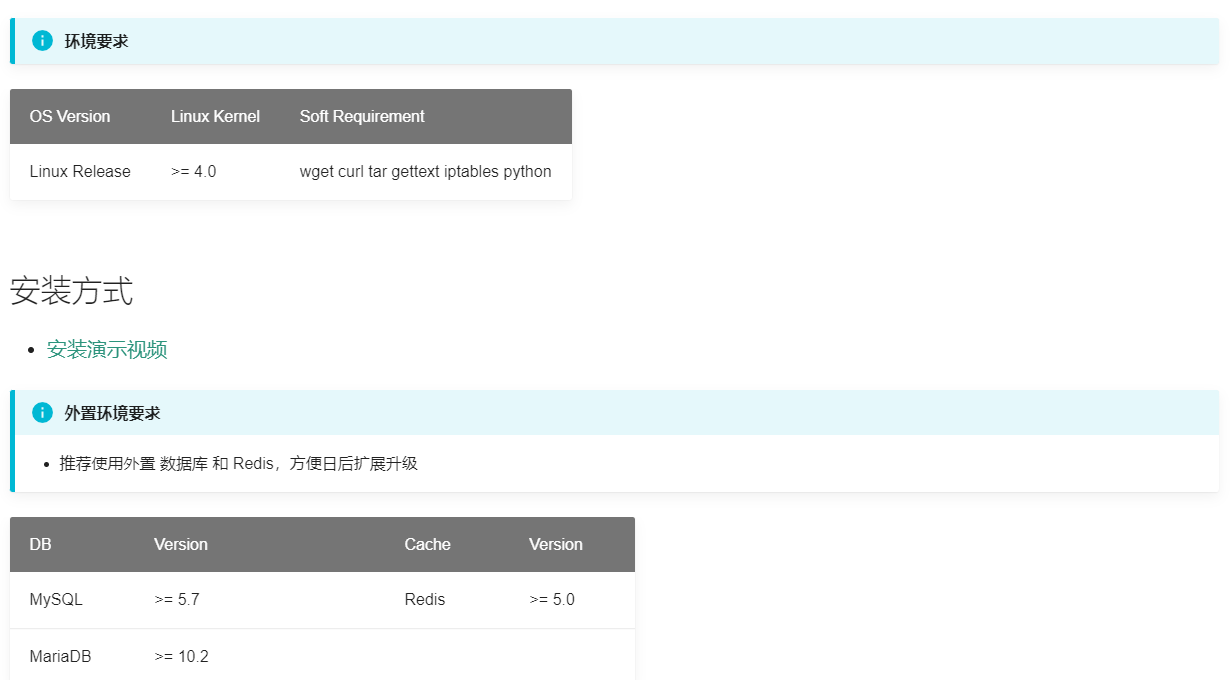 环境要求
OS Version Linux Kernel Soft Requirement
Linux Release >= 4.0 wget curl tar gettext iptables python
安装方式
安装演示视频
外置环境要求
推荐使用外置 数据库 和 Redis，方便日后扩展升级
DB Version Cache Version
MySQL >= 5.7 Redis >= 5.0
MariaDB >= 10.2